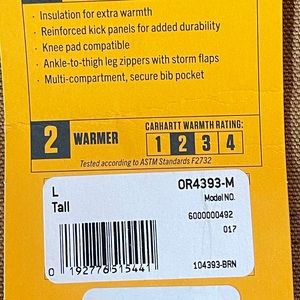 • Insulation for extra warmth
• Reinforced kick panels for added durability
• Knee pad compatible
• Ankle-to-thigh leg zippers with storm flaps
• Multi-compartment, secure bib pocket
2 WARMER
CARHARTT WARMTH RATING:
1 2 3 4
Tested according to ASTM Standards F2732
L
Tall
OR4393-M
Model NO.
6000000492
017
0 192776515441
104393-BRN